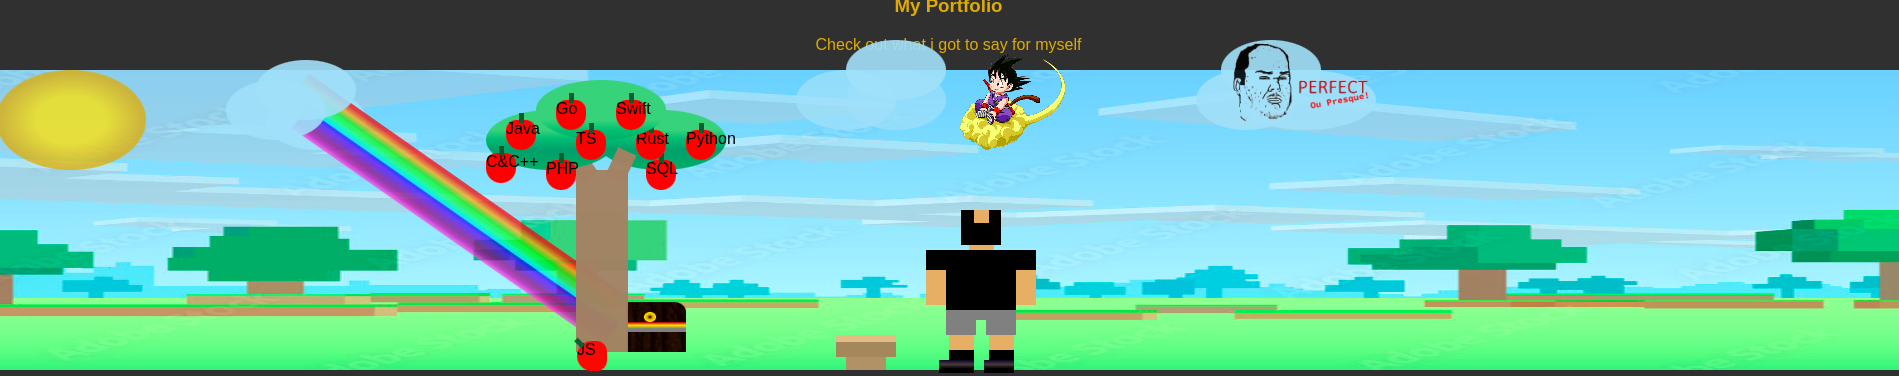 My Portfolio
Check out what i got to say for myself
Go
Swift
Java
TS
Rust
Python
C&C++
PHP
SQL
JS
PERFECT
Ou Presque!
Adobe Stock